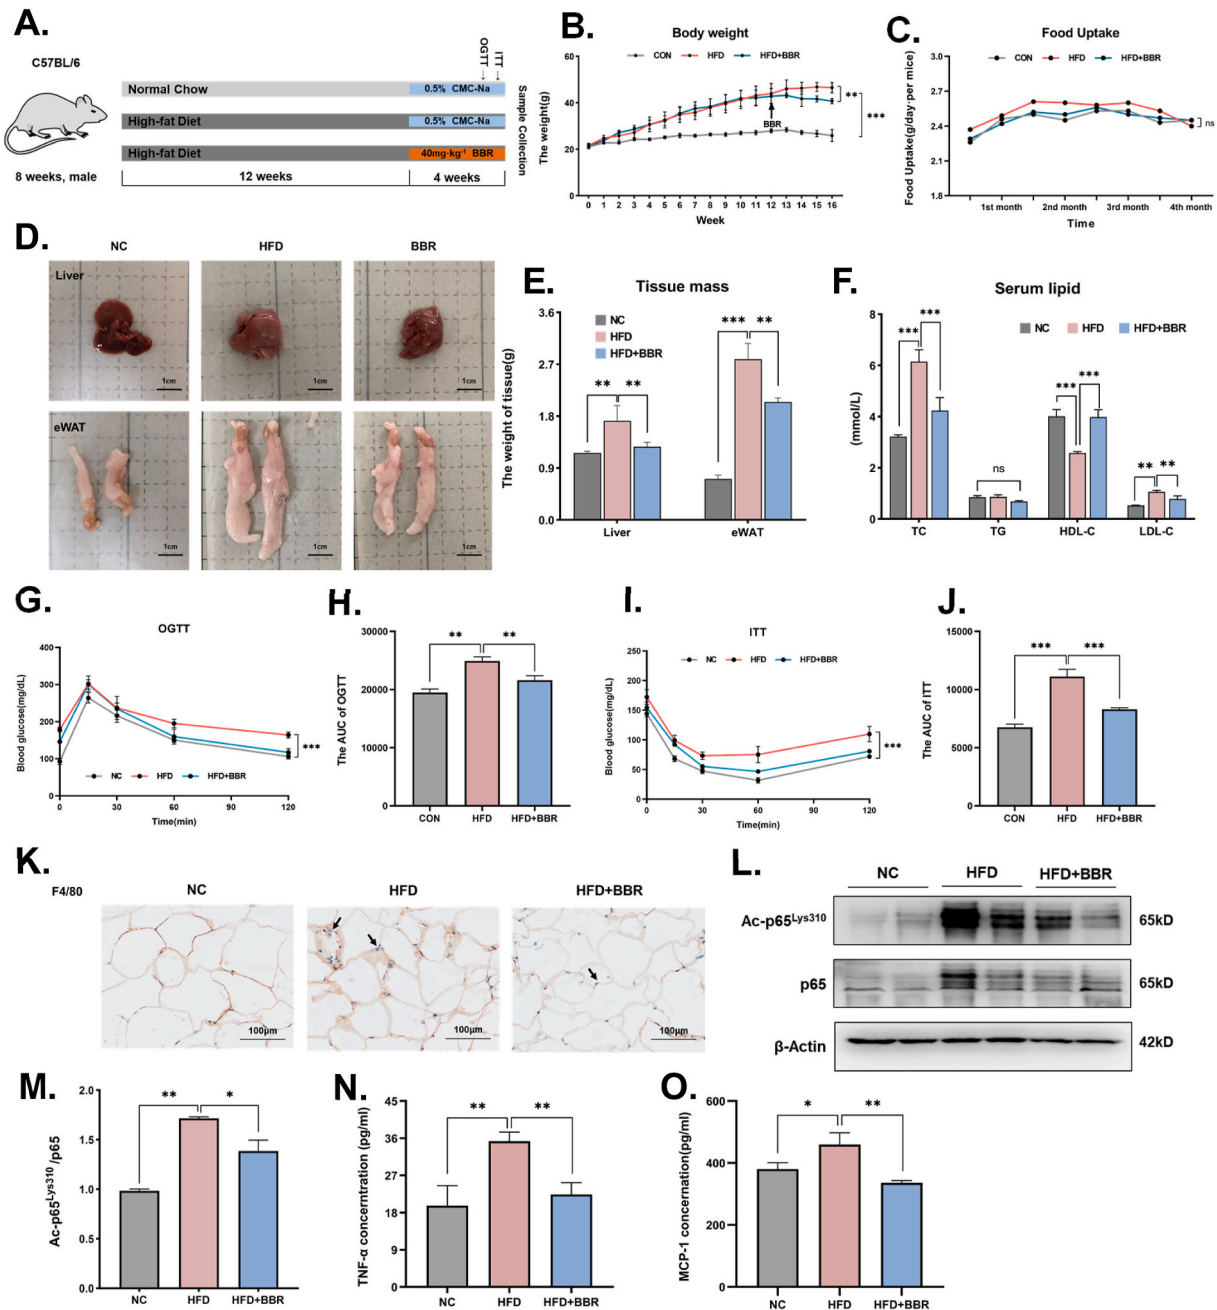 A.
C57BL/6
OGTT
ITT
Normal Chow
0.5% CMC-Na
High-fat Diet
0.5% CMC-Na
High-fat Diet
40mg·kg⁻¹ BBR
Sample Collection
8 weeks, male
12 weeks
4 weeks
B.
Body weight
CON
HFD
HFD+BBR
The weight(g)
60
40
20
0
BBR
**
***
0 1 2 3 4 5 6 7 8 9 10 11 12 13 14 15 16
Week
C.
Food Uptake
CON
HFD
HFD+BBR
Food Uptake(g/day·per mice)
3.0
2.7
2.4
2.1
1.8
ns
1st month 2nd month 3rd month 4th month
Time
D.
NC
HFD
BBR
Liver
1cm
1cm
1cm
eWAT
1cm
1cm
1cm
E.
Tissue mass
NC
HFD
HFD+BBR
The weight of tissue(g)
3.6
2.7
1.8
0.9
0.0
** **
*** **
Liver
eWAT
F.
Serum lipid
NC
HFD
HFD+BBR
(mmol/L)
8
6
4
2
0
*** ***
ns
*** ***
** **
TC
TG
HDL-C
LDL-C
G.
OGTT
Blood glucose(mg/dL)
400
300
200
100
0
***
NC
HFD
HFD+BBR
0 30 60 90 120
Time(min)
H.
The AUC of OGTT
30000
20000
10000
0
** **
CON
HFD
HFD+BBR
I.
ITT
NC
HFD
HFD+BBR
Blood glucose(mg/dL)
250
200
150
100
50
0
***
0 30 60 90 120
Time(min)
J.
The AUC of ITT
15000
10000
5000
0
*** ***
CON
HFD
HFD+BBR
K.
F4/80
NC
HFD
HFD+BBR
100μm
100μm
100μm
L.
NC
HFD
HFD+BBR
Ac-p65Lys310
65kD
p65
65kD
β-Actin
42kD
M.
Ac-p65Lys310/p65
2.0
1.5
1.0
0.5
0.0
** *
NC
HFD
HFD+BBR
N.
TNF-α concerntration (pg/ml)
45
36
27
18
9
0
** **
NC
HFD
HFD+BBR
O.
MCP-1 concernation(pg/ml)
600
400
200
0
* **
NC
HFD
HFD+BBR